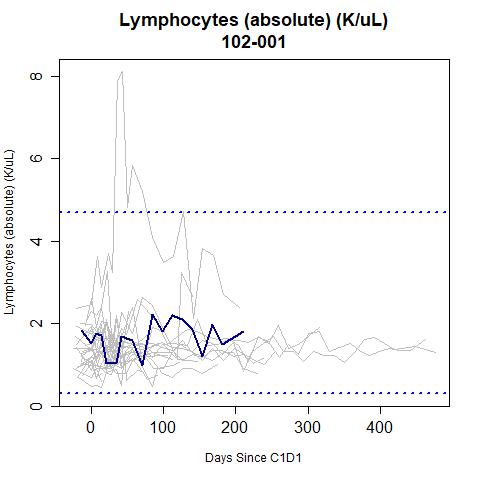 Lymphocytes (absolute) (K/uL)
102-001
Lymphocytes (absolute) (K/uL)
8
6
4
2
0
0 100 200 300 400
Days Since C1D1